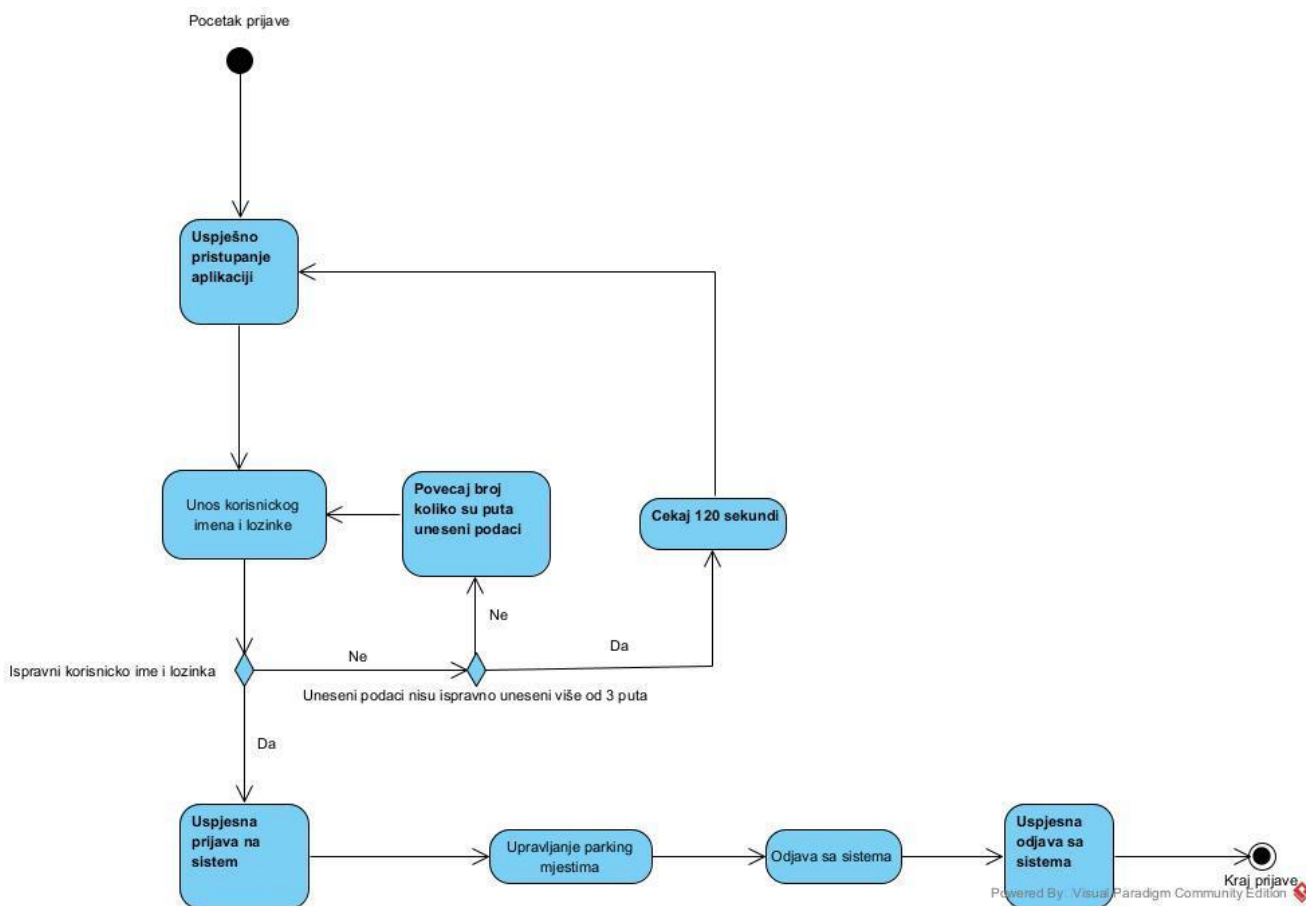 Pocetak prijave
Uspješno
pristupanje
aplikaciji
Unos korisnickog
imena i lozinke
Povecaj broj
koliko su puta
uneseni podaci
Cekaj 120 sekundi
Ne
Da
Ne
Ispravni korisnicko ime i lozinka
Uneseni podaci nisu ispravno uneseni više od 3 puta
Da
Uspjesna
prijava na
sistem
Upravljanje parking
mjestima
Odjava sa sistema
Uspjesna
odjava sa
sistema
Kraj prijave
Powered By: Visual Paradigm Community Edition